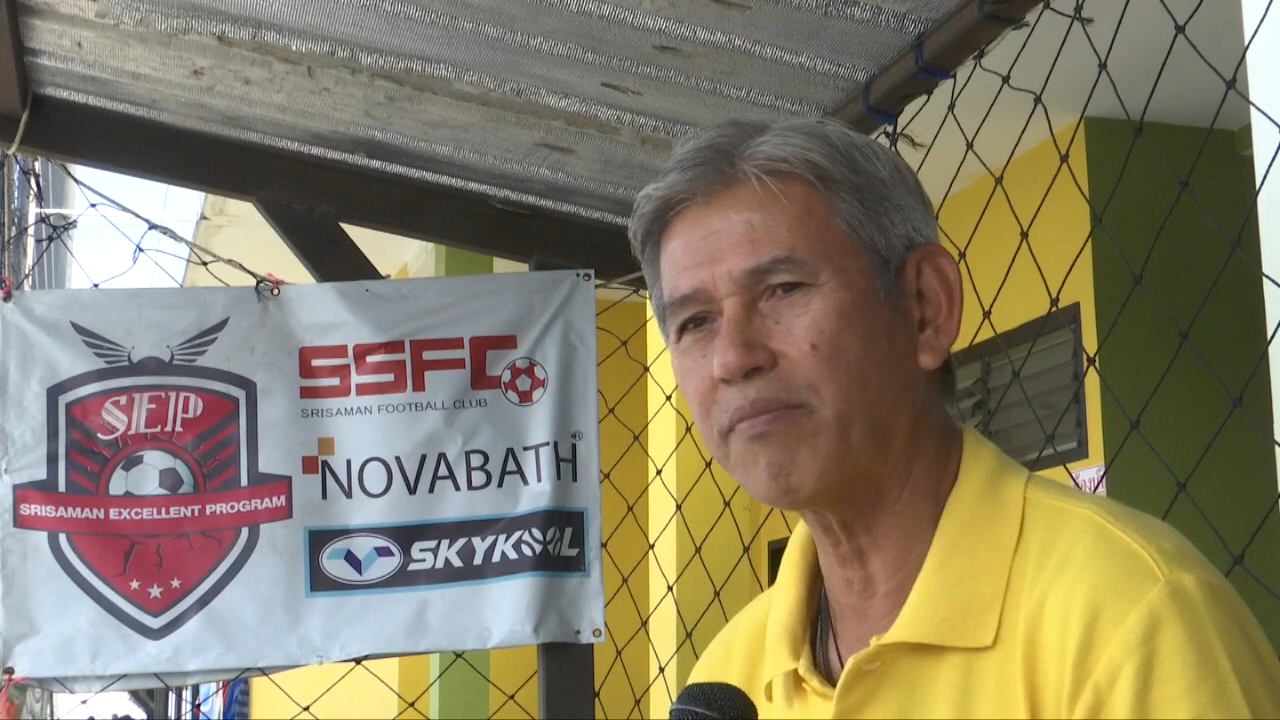 SEP
SRISAMAN EXCELLENT PROGRAM
SSFC
SRISAMAN FOOTBALL CLUB
NOVABATH®
SKYKOOL